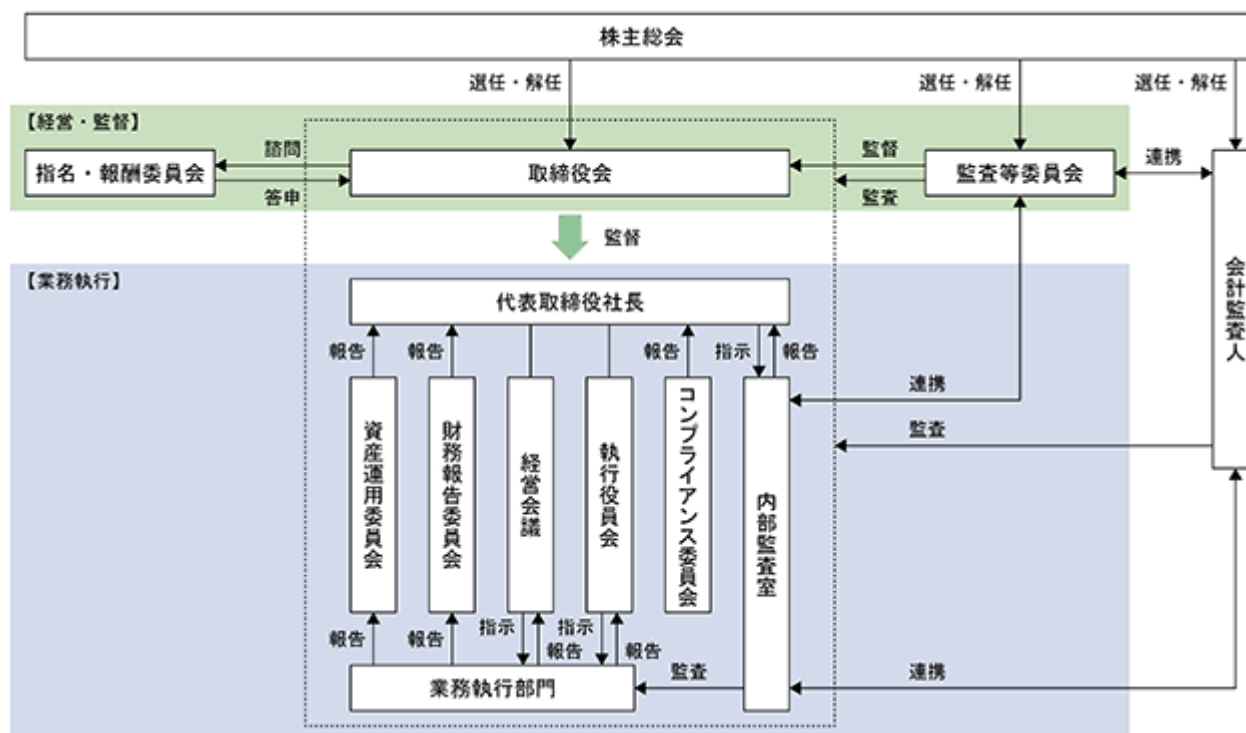 株主総会
選任・解任
選任・解任
選任・解任
【経営・監督】
指名・報酬委員会
諮問
答申
取締役会
監督
監査
監査等委員会
連携
会計監査人
監督
【業務執行】
代表取締役社長
報告
報告
報告
指示
報告
資産運用委員会
財務報告委員会
経営会議
執行役員会
コンプライアンス委員会
内部監査室
連携
監査
報告
報告
指示
報告
指示
報告
業務執行部門
監査
連携